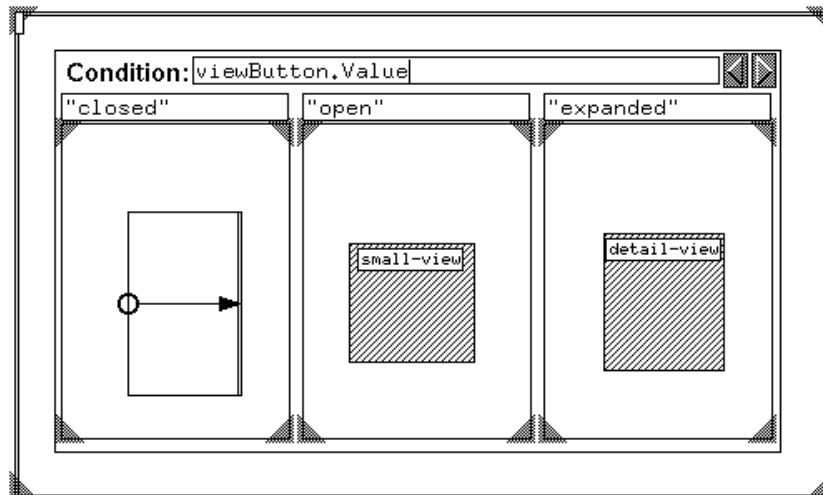 Condition: viewButton.Value
"closed" "open" "expanded"
small-view detail-view